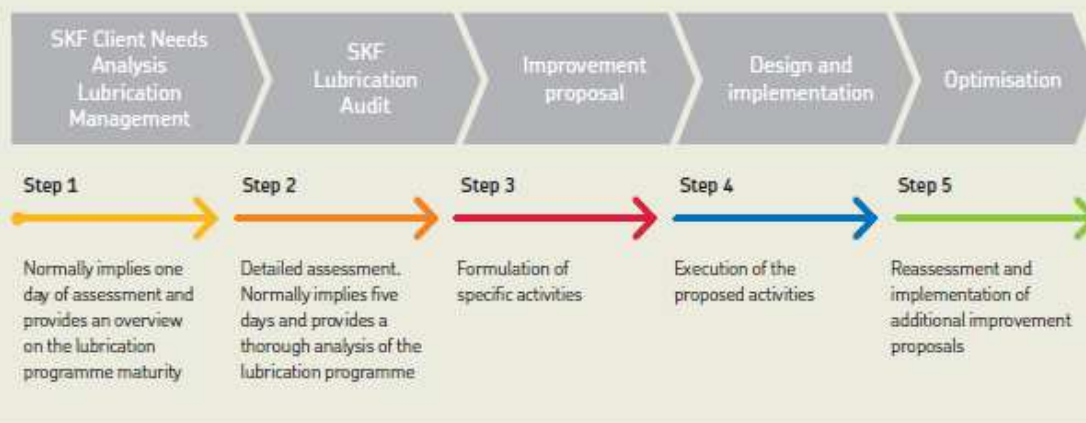 SKF Client Needs
Analysis
Lubrication
Management
SKF
Lubrication
Audit
Improvement
proposal
Design and
implementation
Optimisation
Step 1
Step 2
Step 3
Step 4
Step 5
Normally implies one
day of assessment and
provides an overview
on the lubrication
programme maturity
Detailed assessment.
Normally implies five
days and provides a
thorough analysis of the
lubrication programme
Formulation of
specific activities
Execution of the
proposed activities
Reassessment and
implementation of
additional improvement
proposals